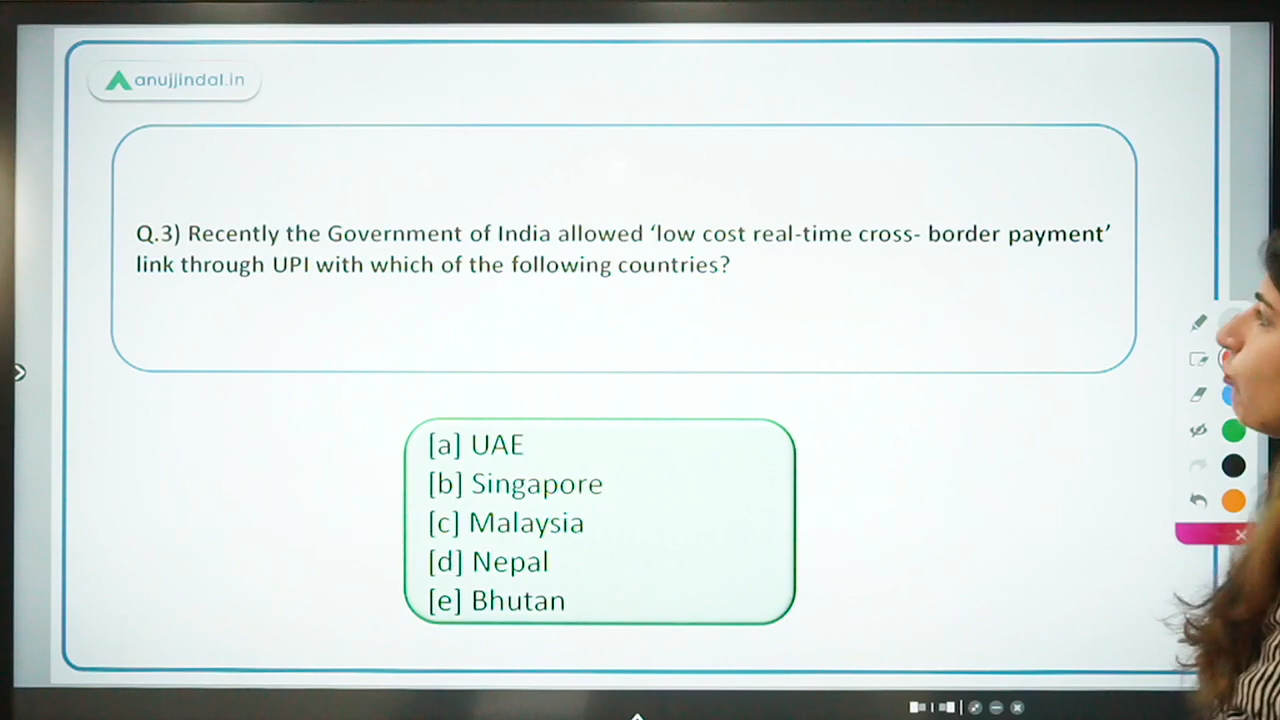 anujjindal.in
Q.3) Recently the Government of India allowed ‘low cost real-time cross- border payment’
link through UPI with which of the following countries?
[a] UAE
[b] Singapore
[c] Malaysia
[d] Nepal
[e] Bhutan